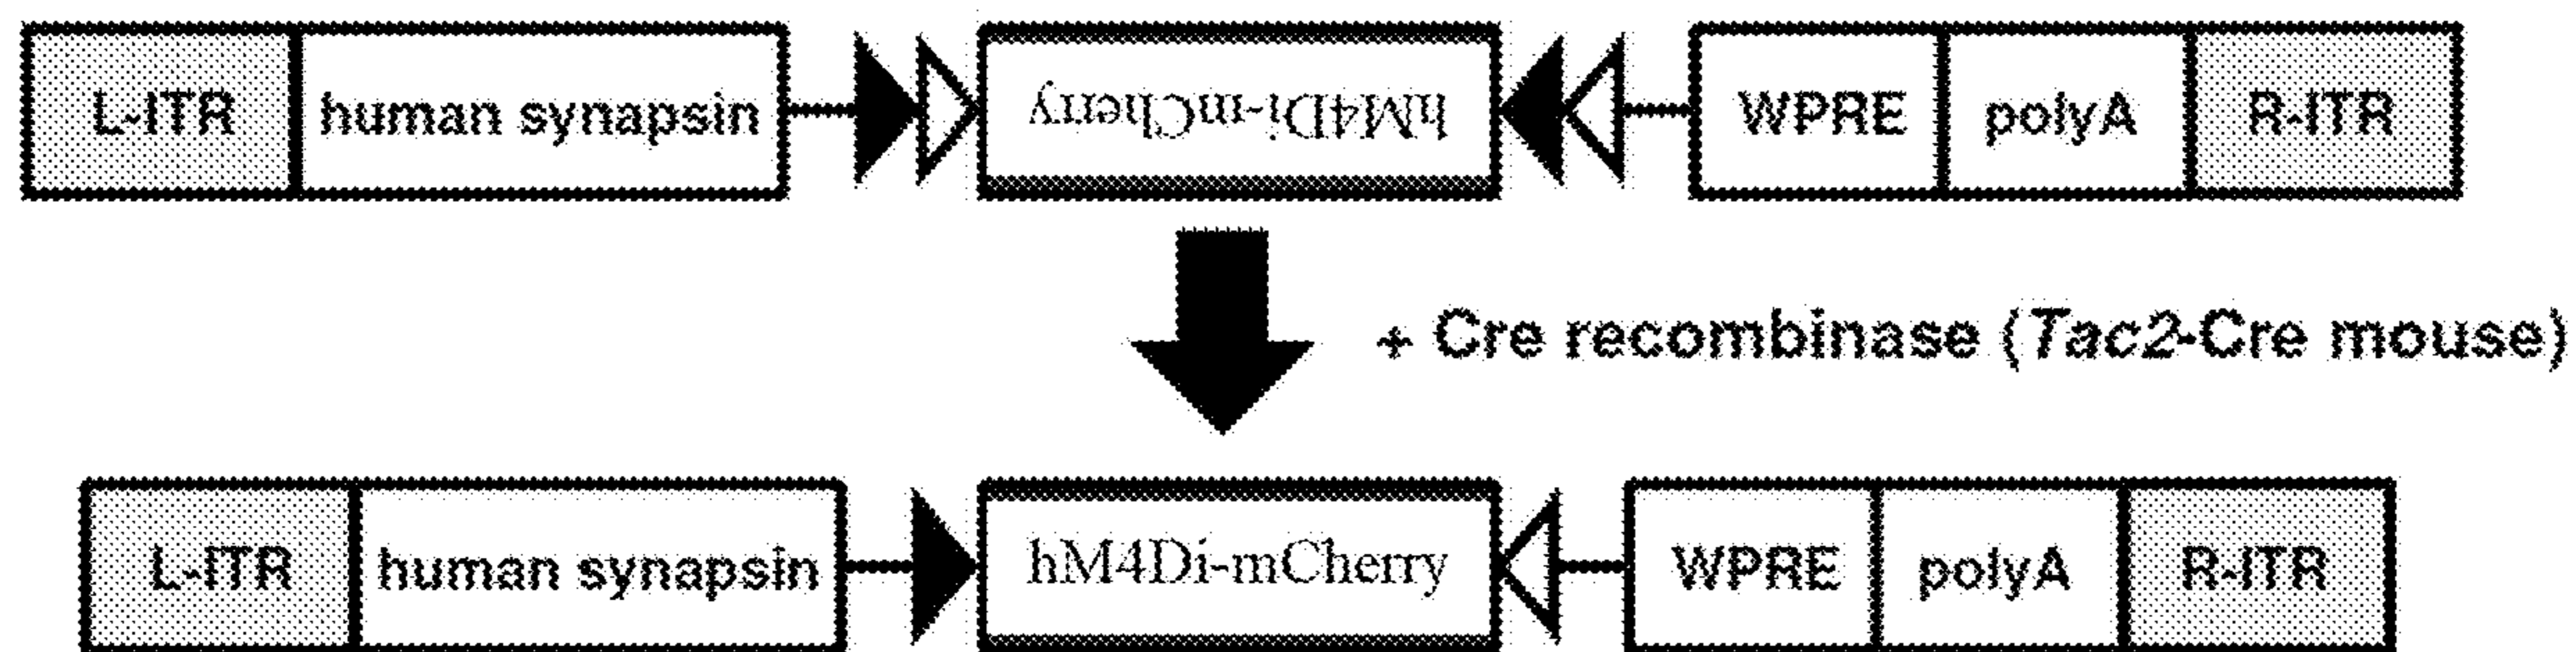 L-ITR human synapsin hM4Di-mCherry WPRE polyA R-ITR
+ Cre recombinase (Tac2-Cre mouse)
L-ITR human synapsin hM4Di-mCherry WPRE polyA R-ITR